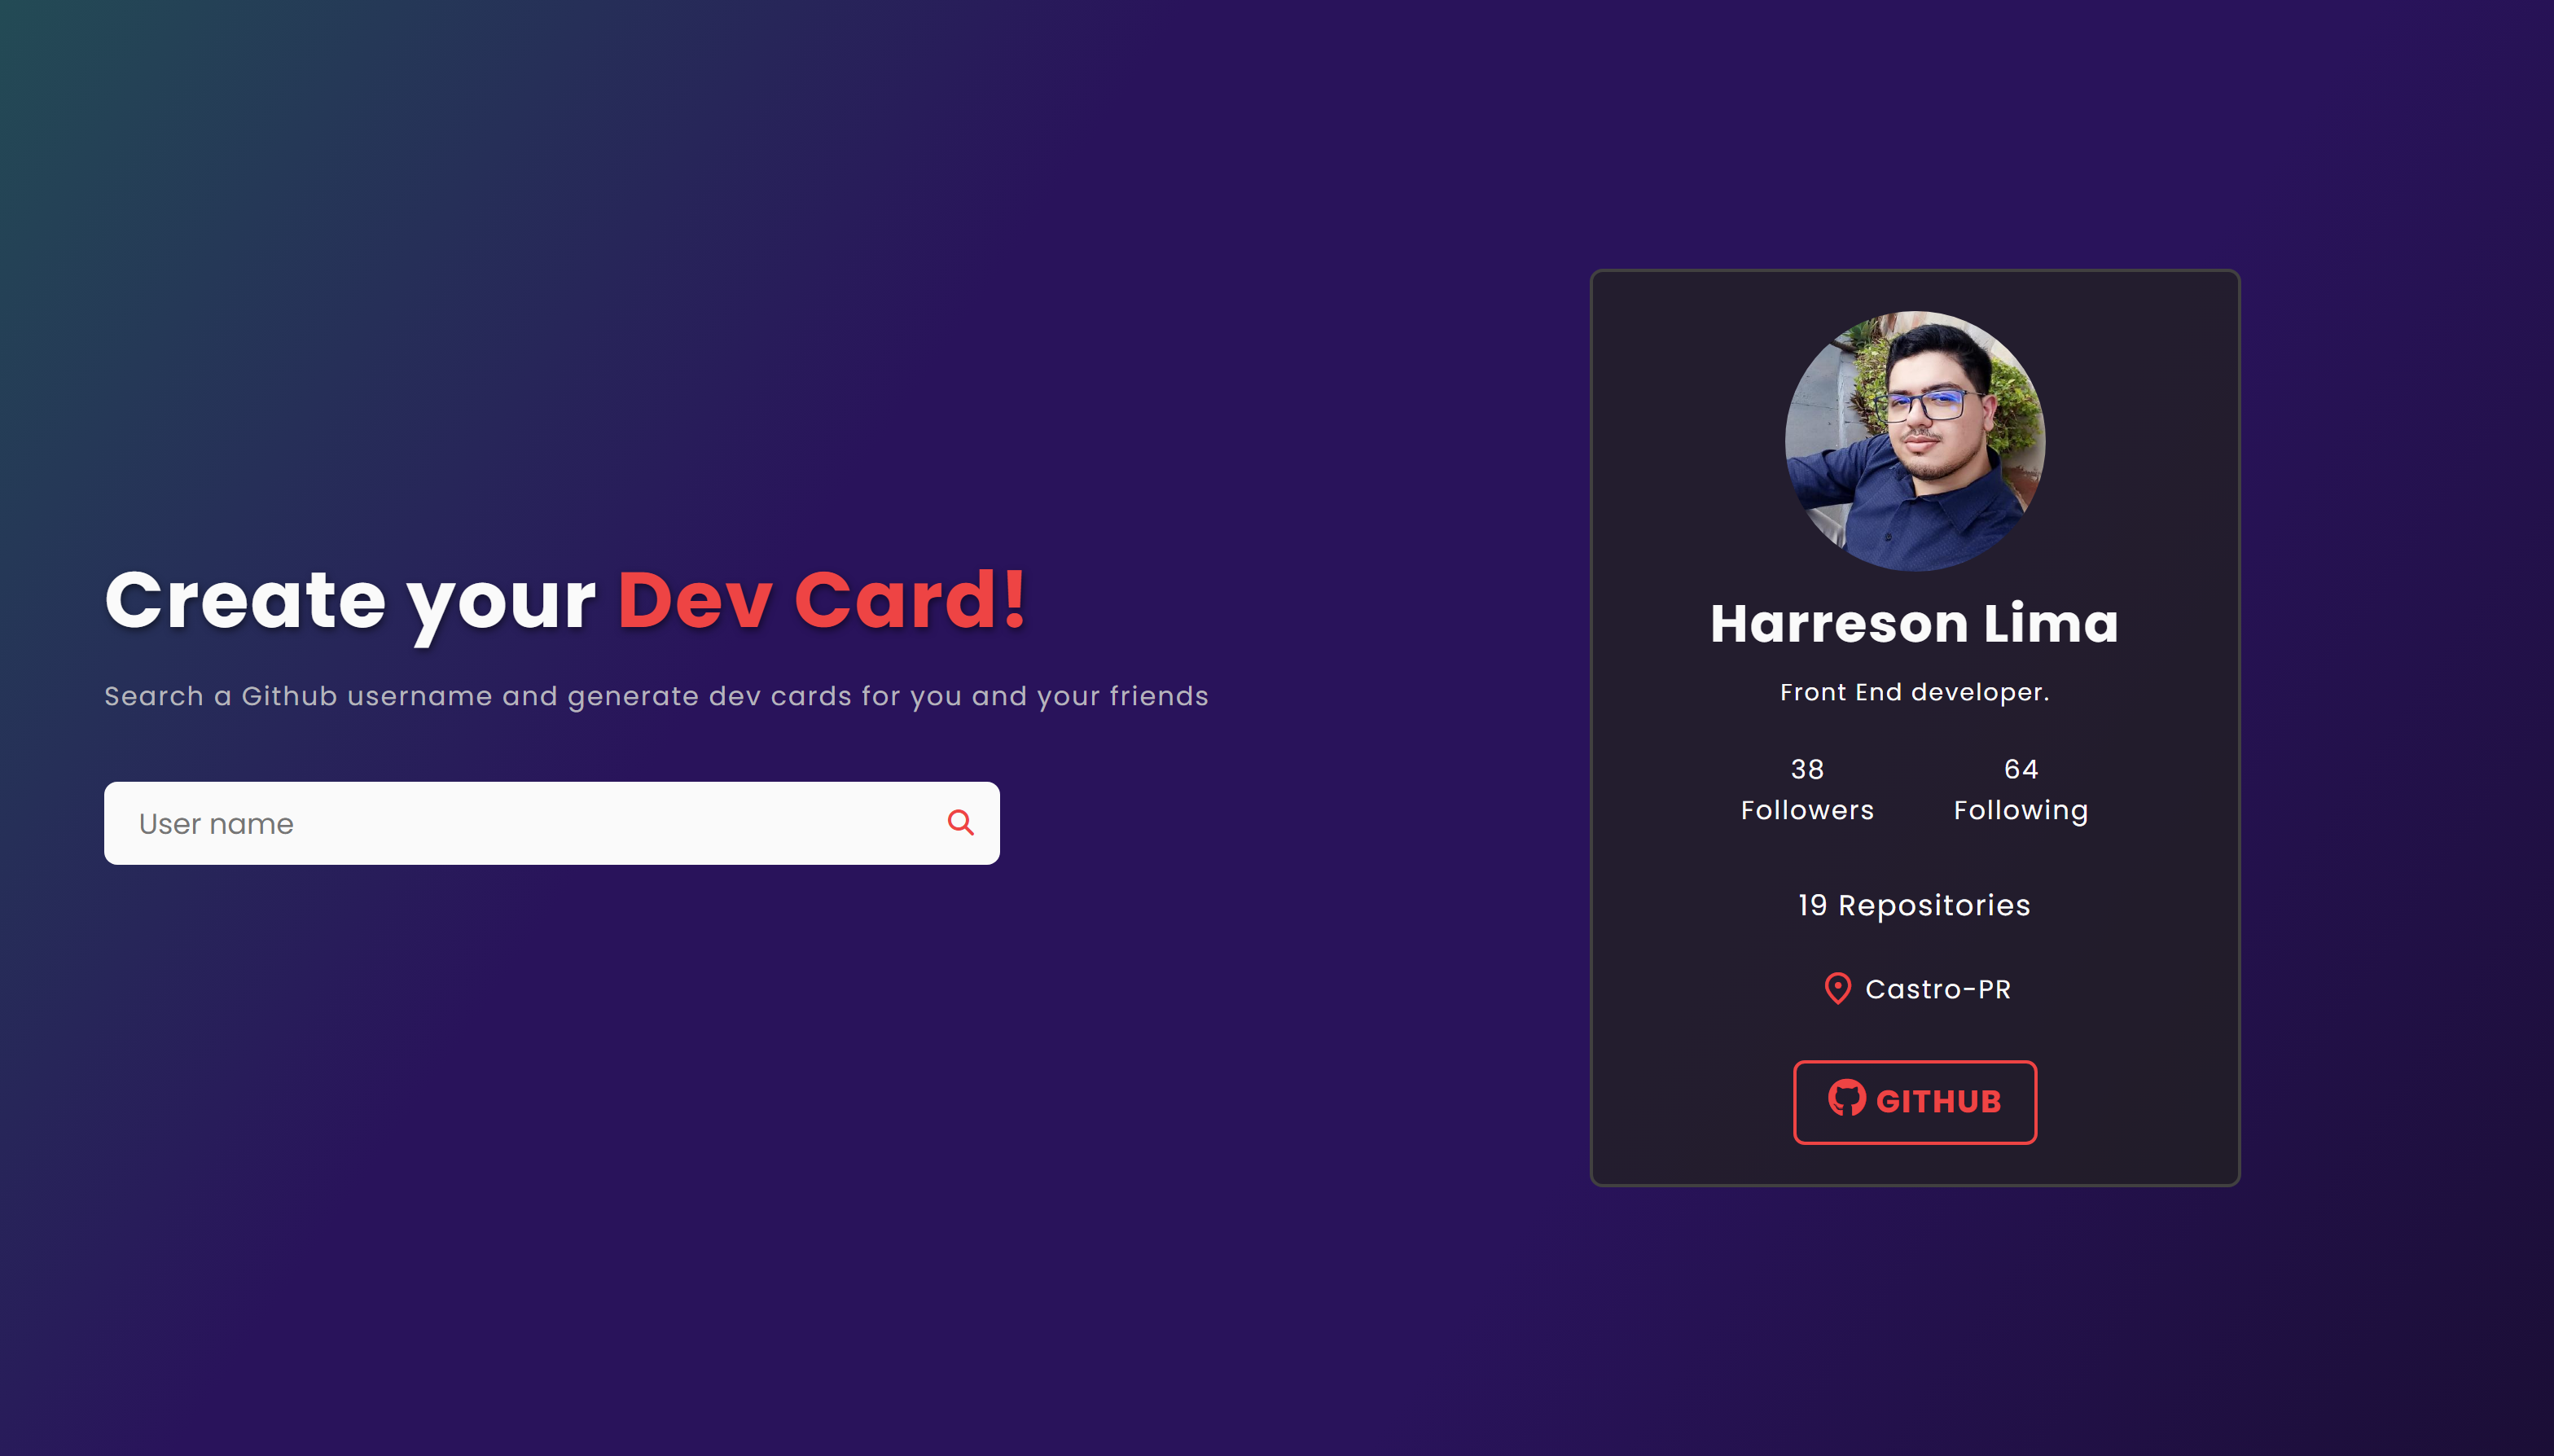 Create your Dev Card!
Search a Github username and generate dev cards for you and your friends
User name
Harreson Lima
Front End developer.
38
Followers
64
Following
19 Repositories
Castro-PR
GITHUB